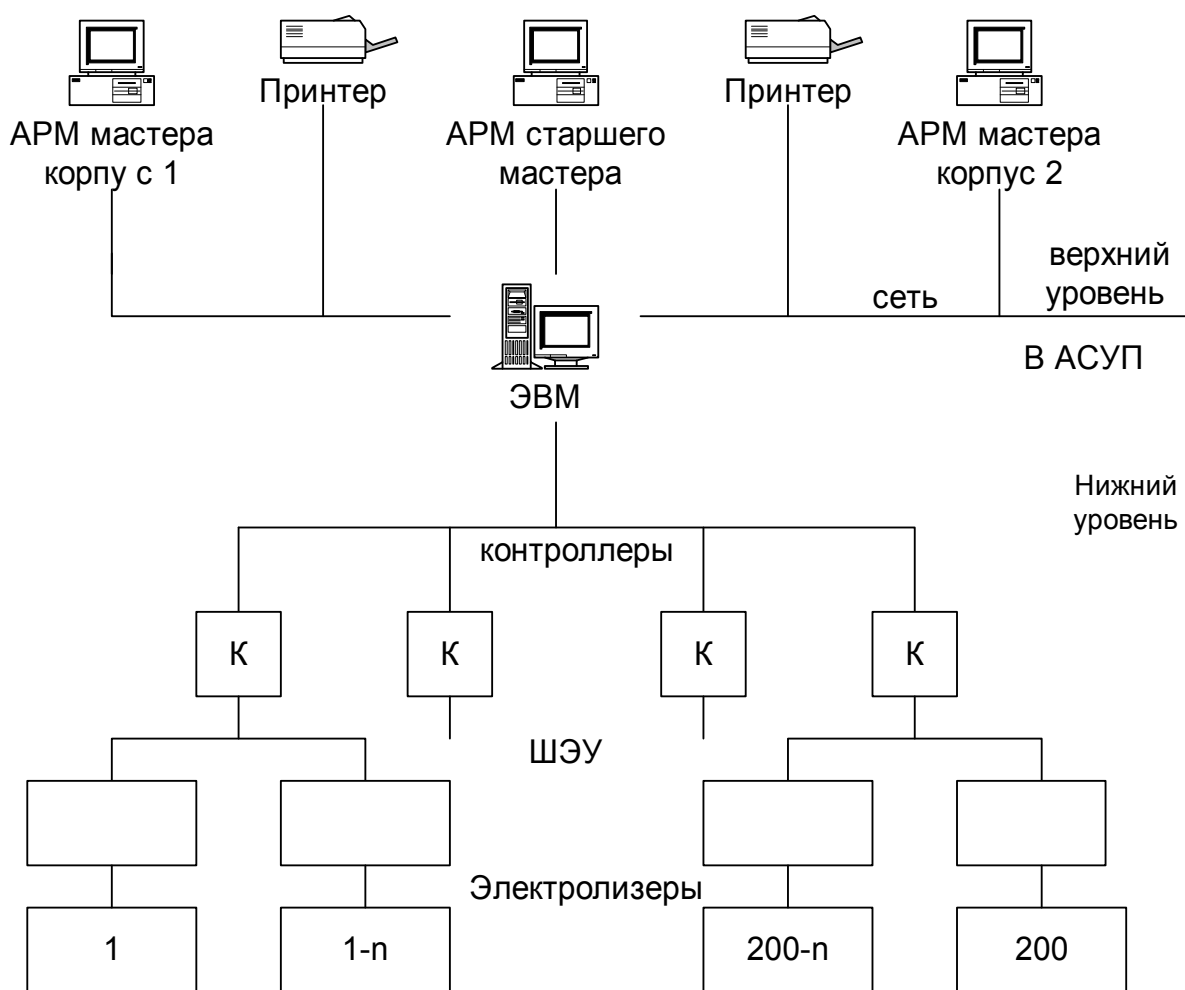 Принтер
Принтер
АРМ мастера
корпу с 1
АРМ старшего
мастера
АРМ мастера
корпус 2
верхний
уровень
сеть
В АСУП
ЭВМ
Нижний
уровень
контроллеры
К
К
К
К
ШЭУ
Электролизеры
1
1-n
200-n
200